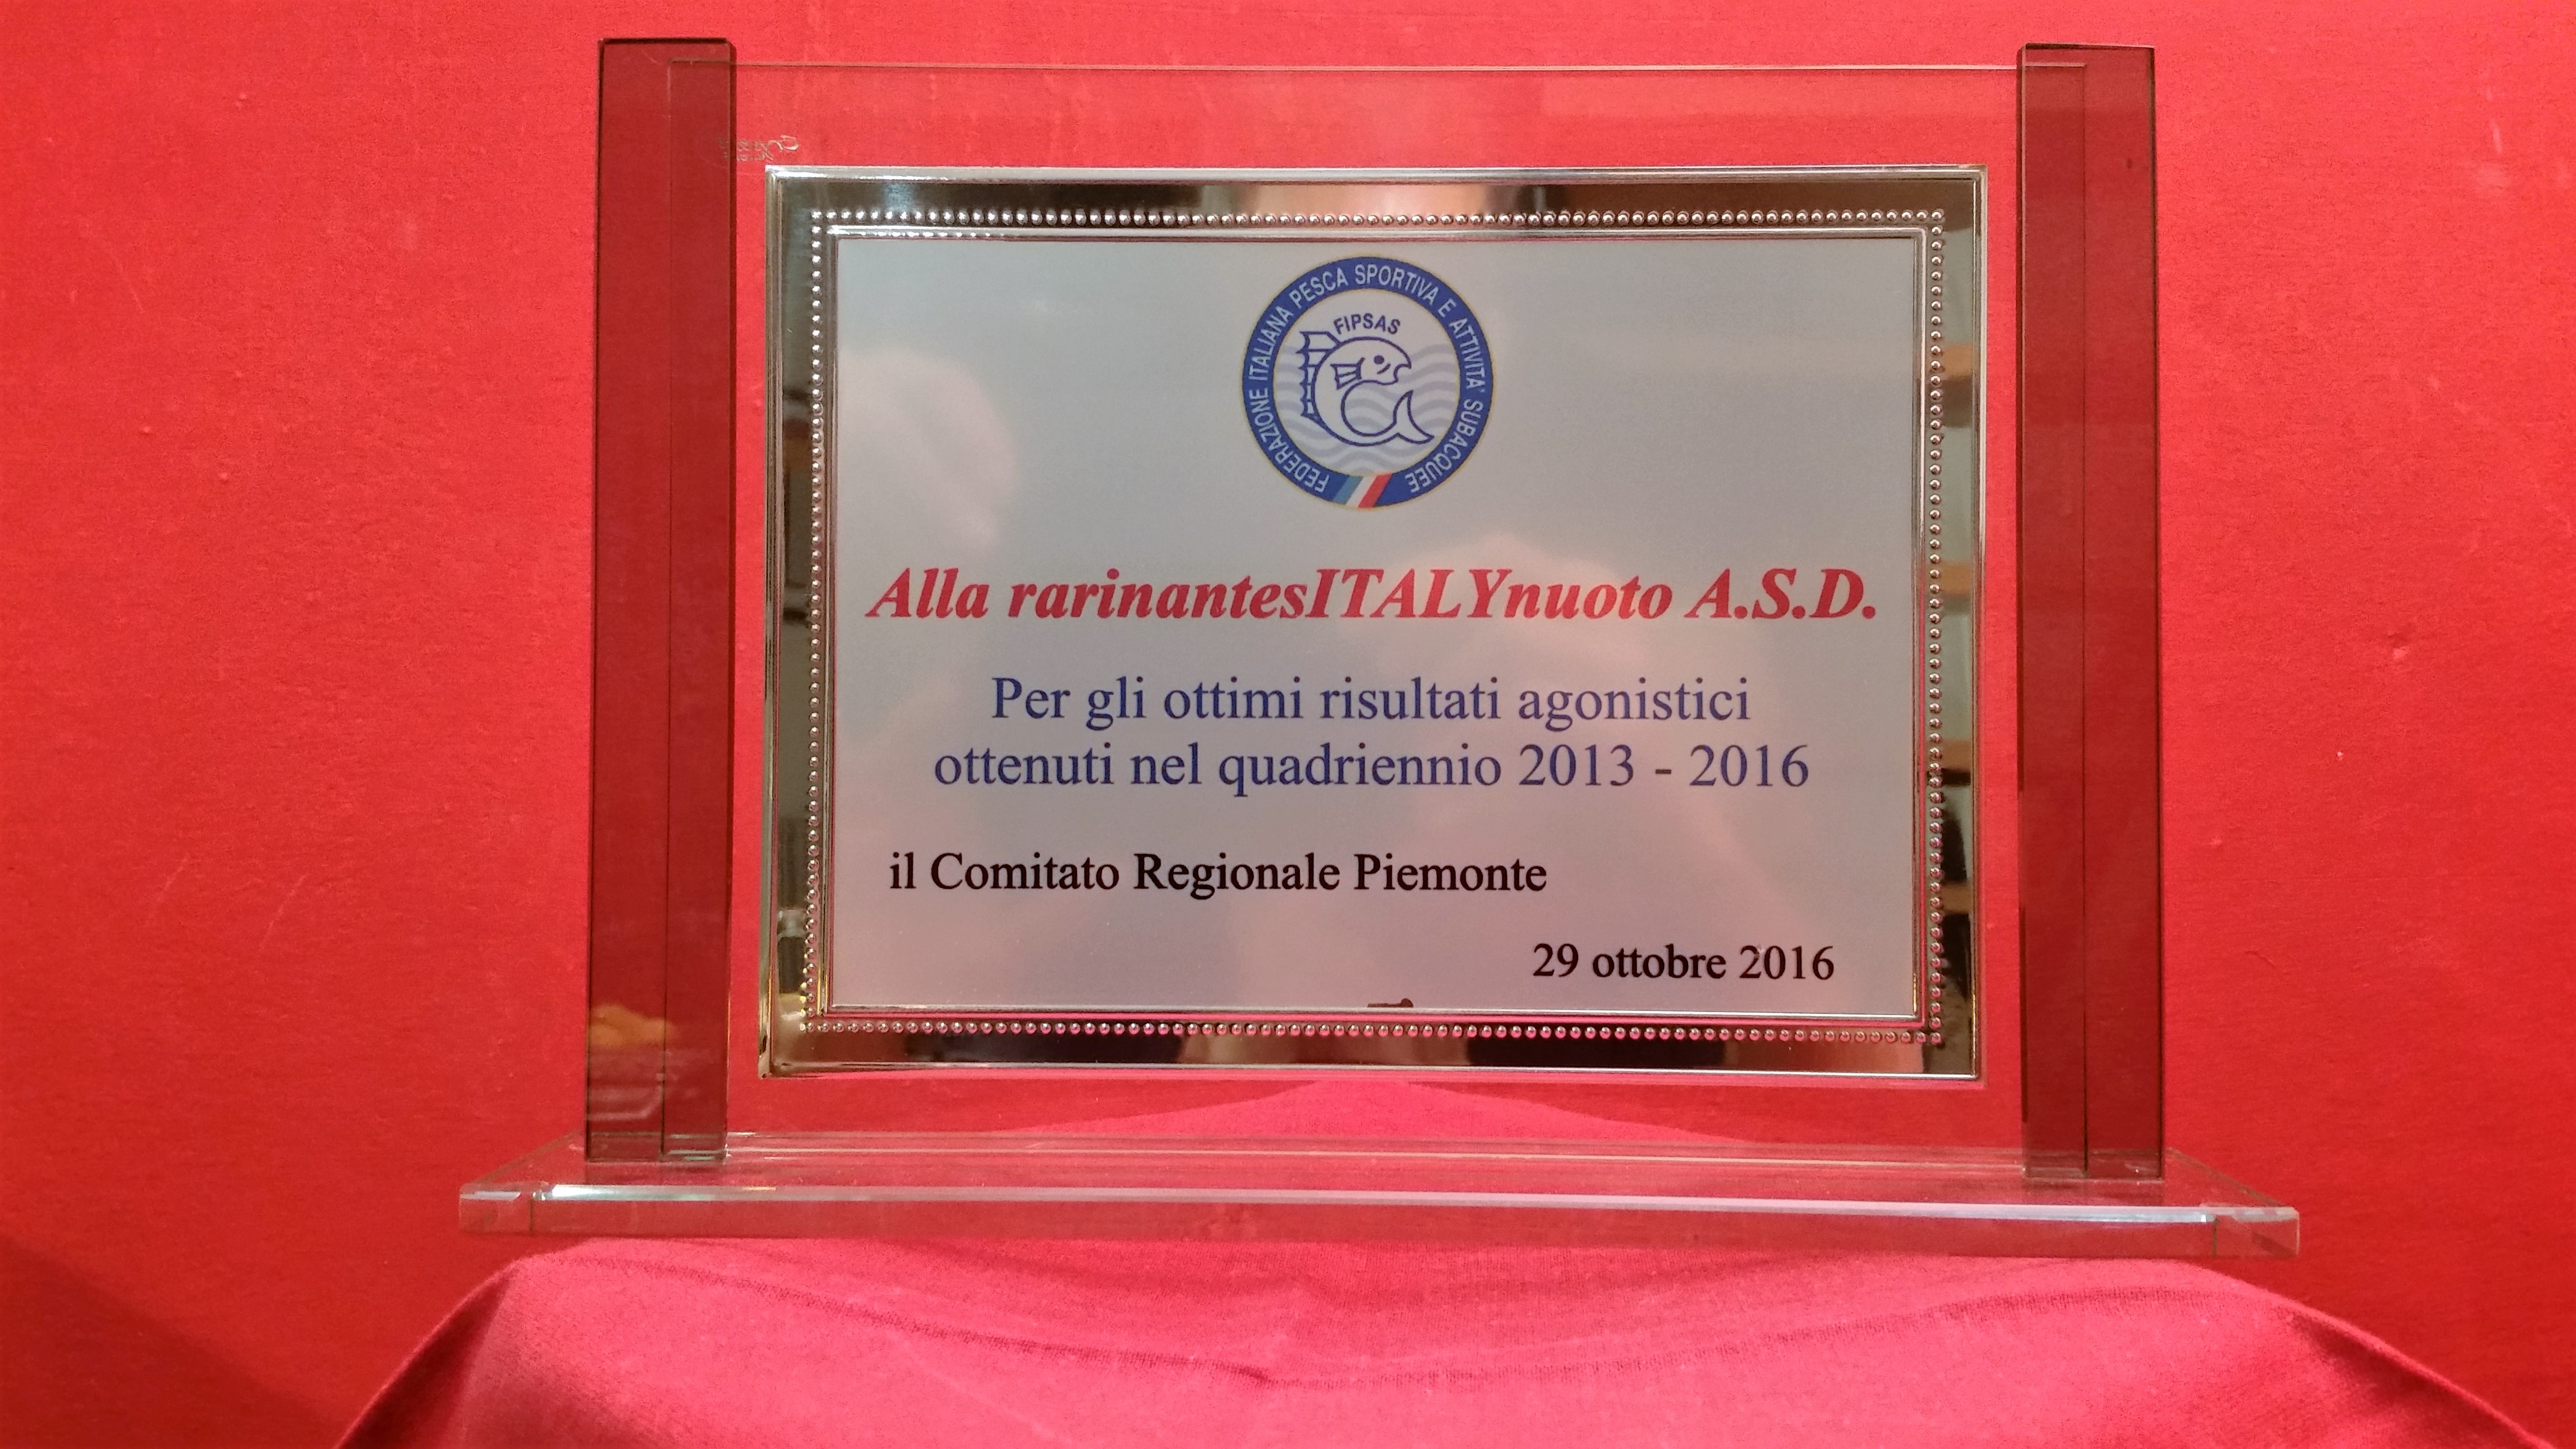 FEDERAZIONE ITALIANA PESCA SPORTIVA E ATTIVITA' SUBACQUEE
FIPSAS
Alla rarinantesITALYnuoto A.S.D.
Per gli ottimi risultati agonistici
ottenuti nel quadriennio 2013 - 2016
il Comitato Regionale Piemonte
29 ottobre 2016